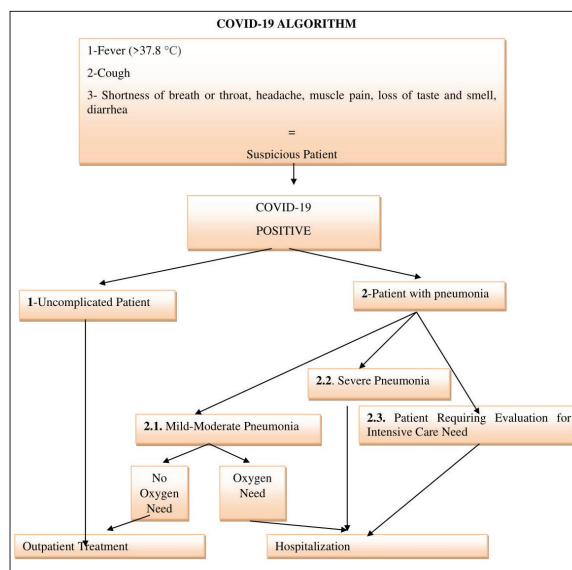 COVID-19 ALGORITHM
1-Fever (>37.8 °C)
2-Cough
3- Shortness of breath or throat, headache, muscle pain, loss of taste and smell,
diarrhea
=
Suspicious Patient
COVID-19
POSITIVE
1-Uncomplicated Patient
2-Patient with pneumonia
2.2. Severe Pneumonia
2.1. Mild-Moderate Pneumonia
2.3. Patient Requiring Evaluation for
Intensive Care Need
No
Oxygen
Need
Oxygen
Need
Outpatient Treatment
Hospitalization